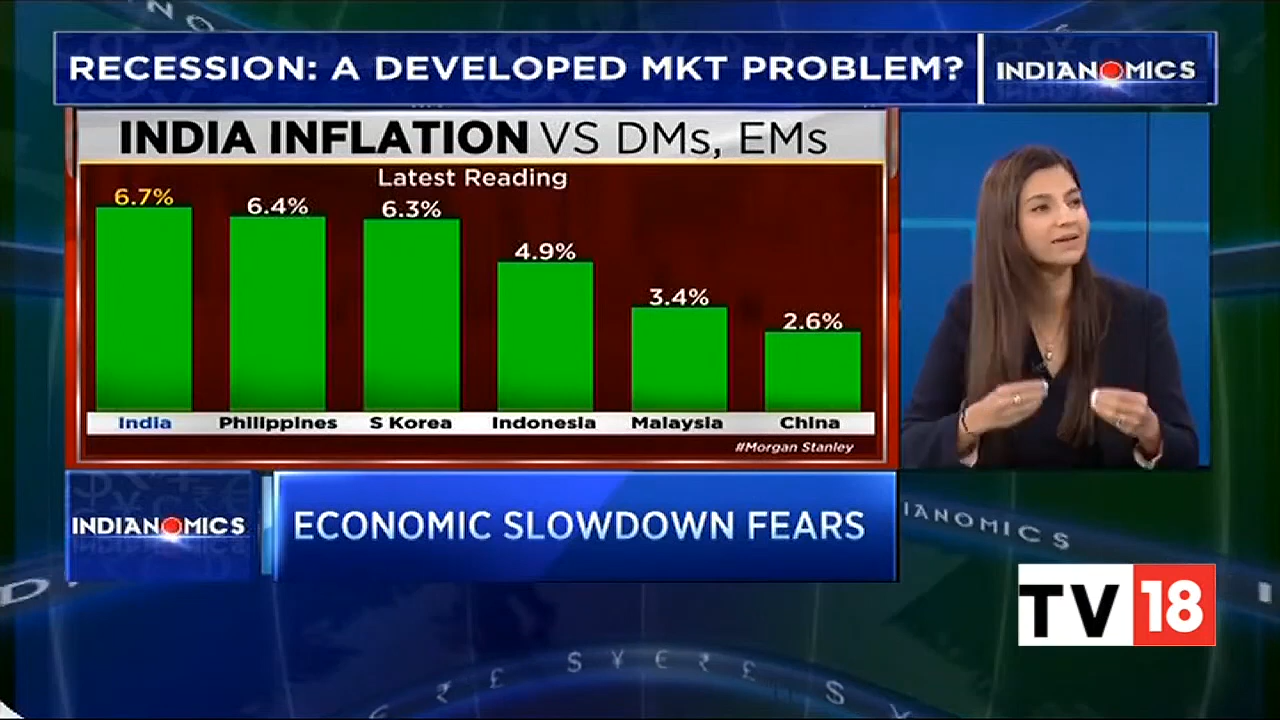 RECESSION: A DEVELOPED MKT PROBLEM?
INDIANOMICS
INDIA INFLATION VS DMs, EMs
Latest Reading
6.7%
6.4%
6.3%
4.9%
3.4%
2.6%
India
Philippines
S Korea
Indonesia
Malaysia
China
#Morgan Stanley
INDIANOMICS
ECONOMIC SLOWDOWN FEARS
IANOMICS
TV18